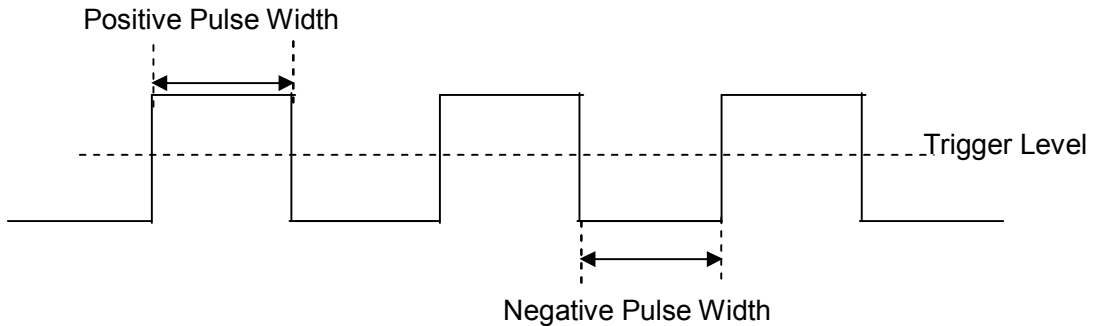 Positive Pulse Width
Trigger Level
Negative Pulse Width